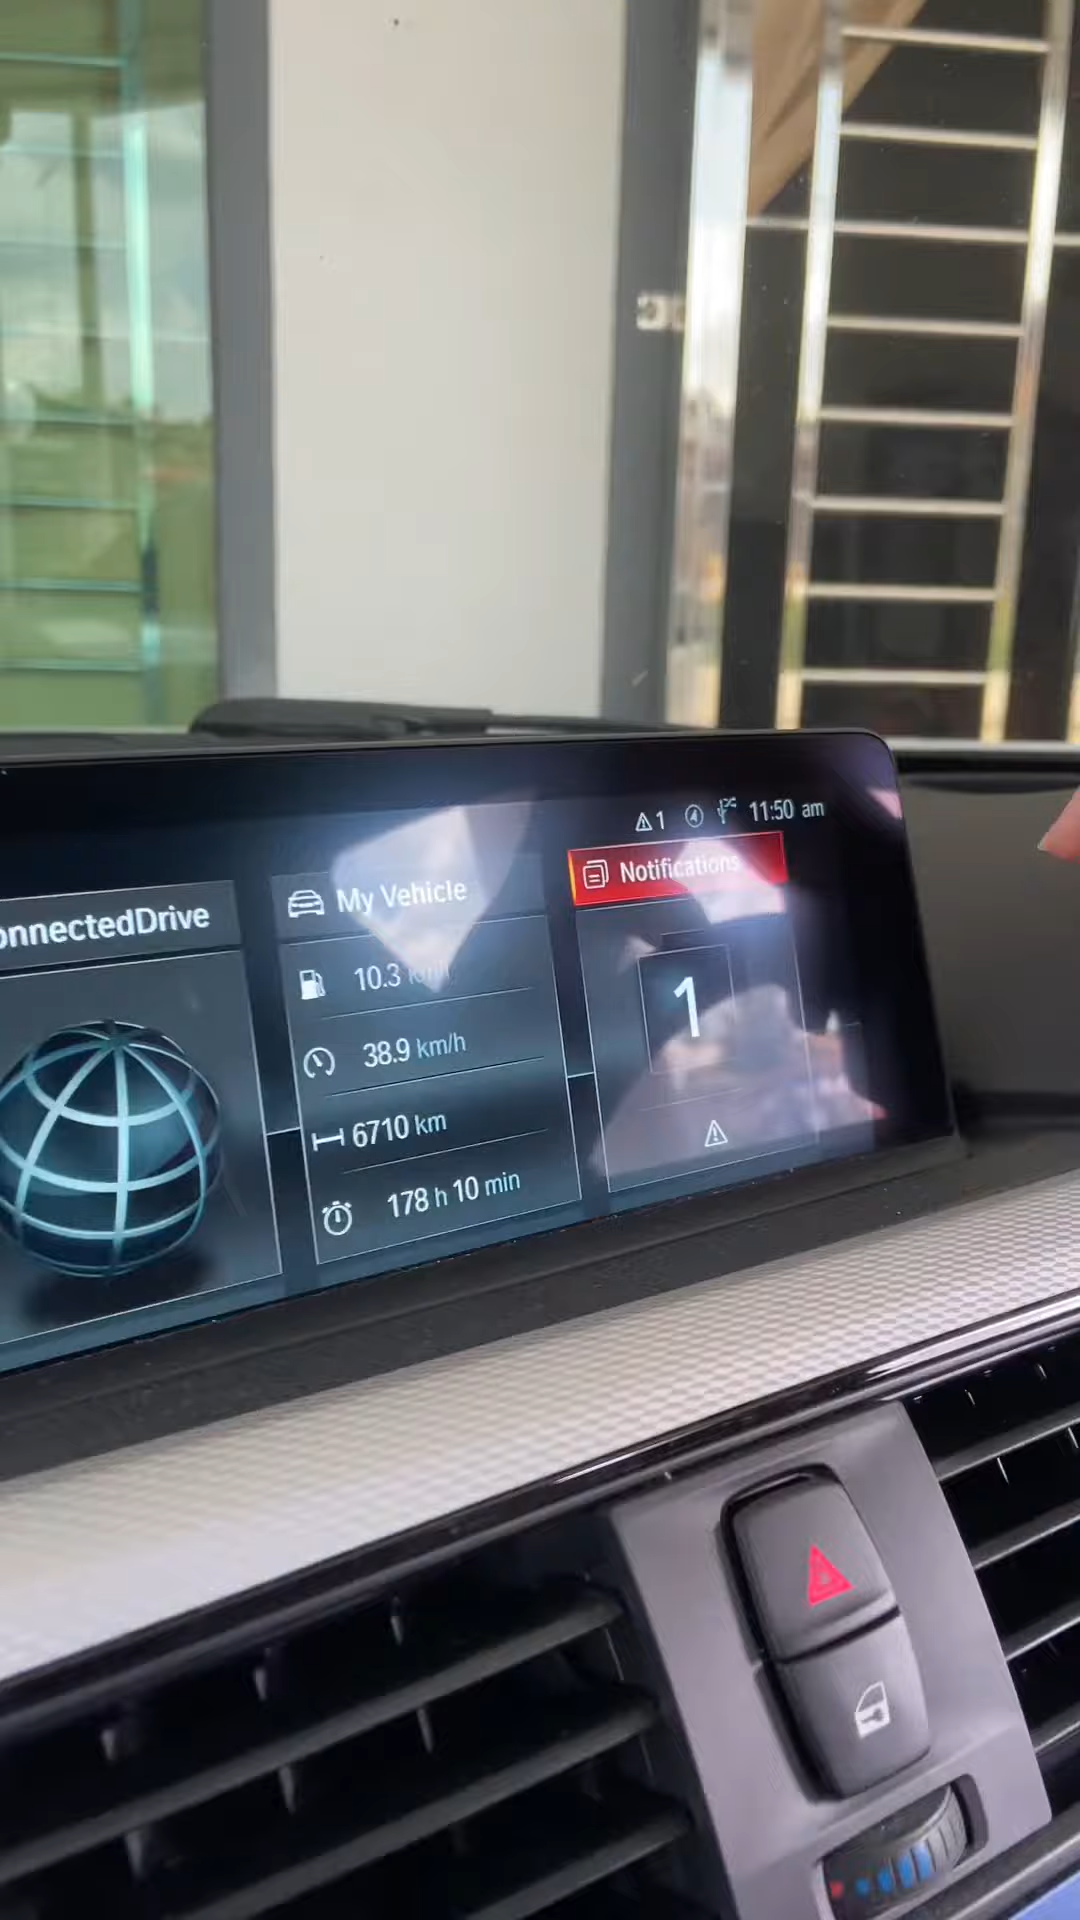 ⚠1 11:50 am
onnectedDrive
My Vehicle
10.3
38.9 km/h
6710 km
178 h 10 min
Notifications
1